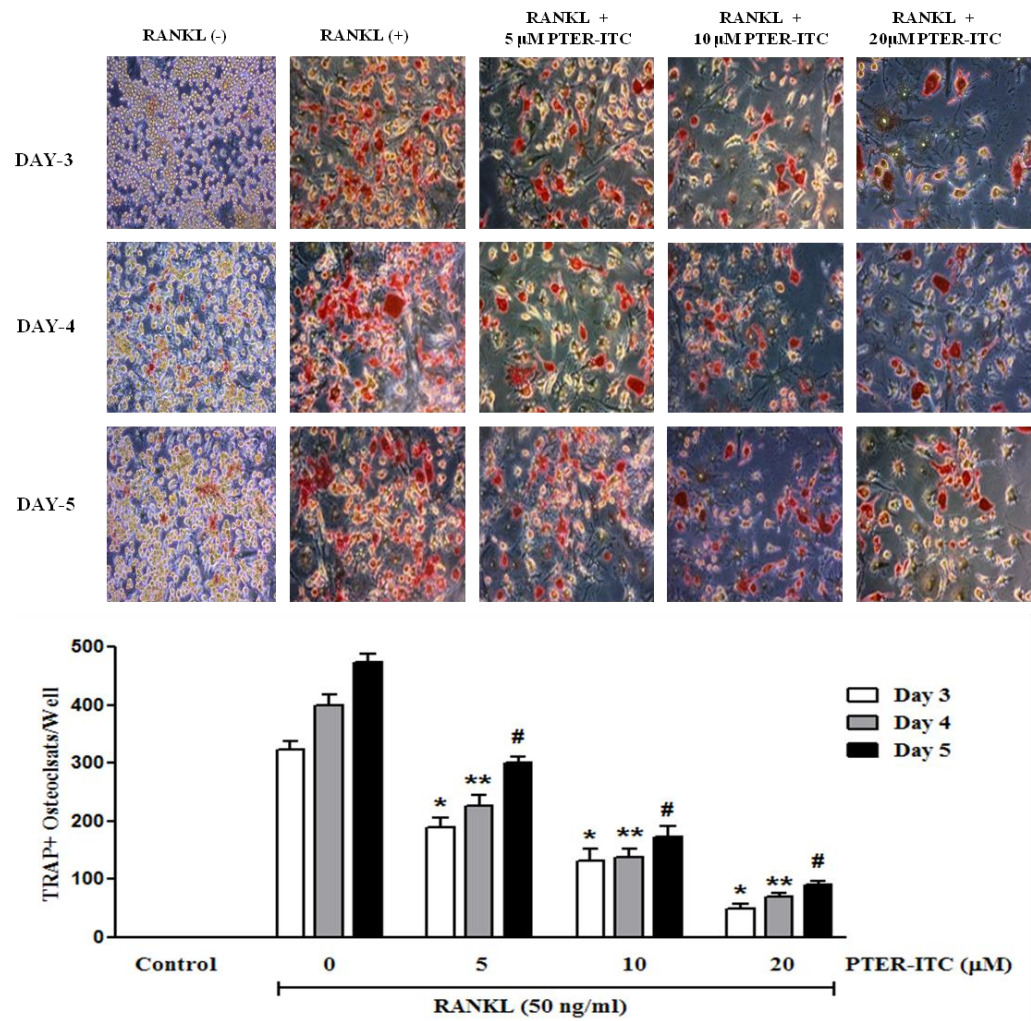 RANKL (-)
RANKL (+)
RANKL +
5 µM PTER-ITC
RANKL +
10 µM PTER-ITC
RANKL +
20µM PTER-ITC
DAY-3
DAY-4
DAY-5
TRAP+ Osteoclsats/Well
500
400
300
200
100
0
* ** #
* ** #
* ** #
Day 3
Day 4
Day 5
Control 0 5 10 20 PTER-ITC (µM)
RANKL (50 ng/ml)